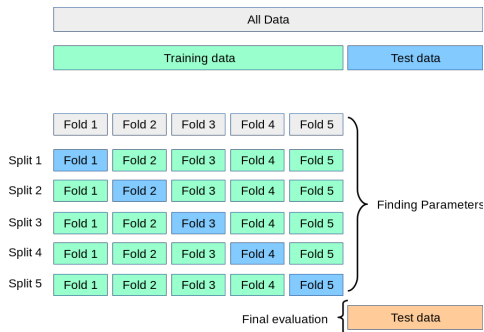 All Data
Training data Test data
Fold 1 Fold 2 Fold 3 Fold 4 Fold 5
Split 1 Fold 1 Fold 2 Fold 3 Fold 4 Fold 5
Split 2 Fold 1 Fold 2 Fold 3 Fold 4 Fold 5
Finding Parameters
Split 3 Fold 1 Fold 2 Fold 3 Fold 4 Fold 5
Split 4 Fold 1 Fold 2 Fold 3 Fold 4 Fold 5
Split 5 Fold 1 Fold 2 Fold 3 Fold 4 Fold 5
Final evaluation Test data